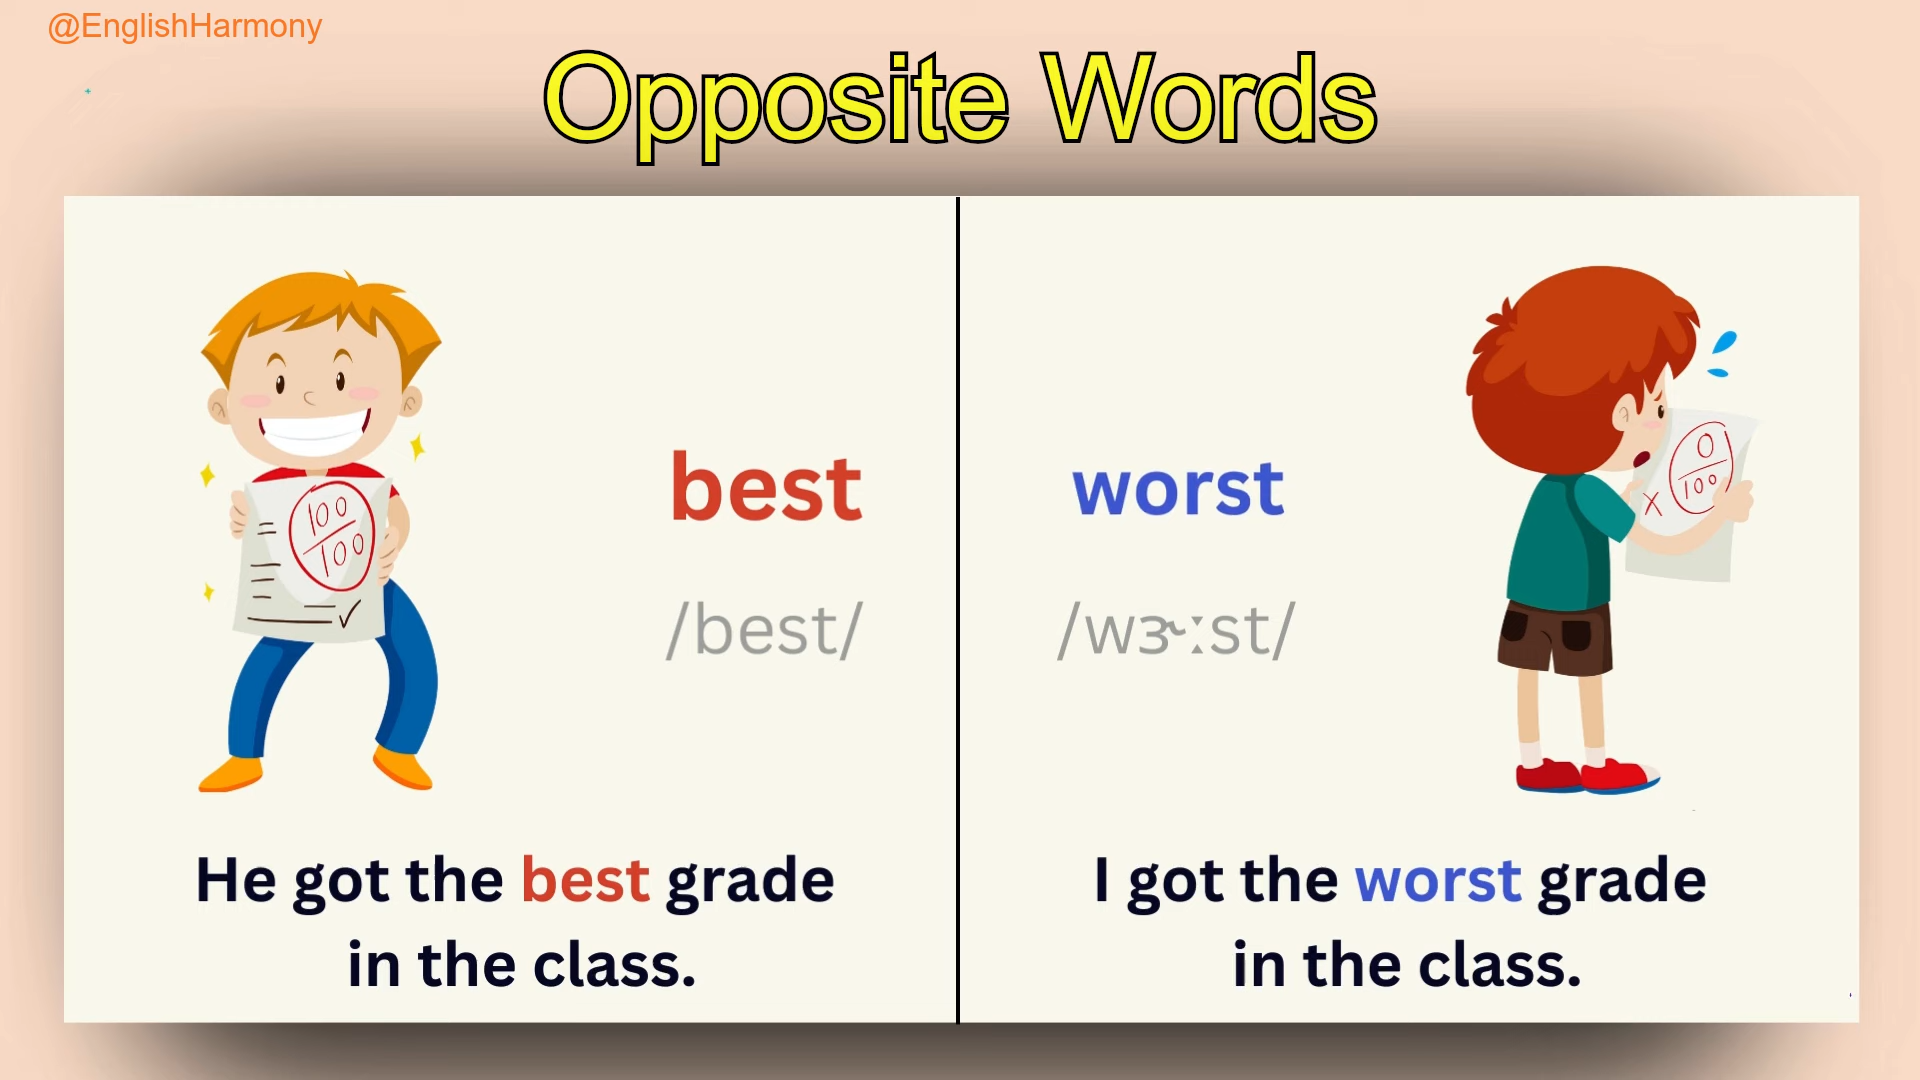 @EnglishHarmony
Opposite Words
best
/best/
100
100
He got the best grade
in the class.
worst
/wɝːst/
0
100
x
I got the worst grade
in the class.